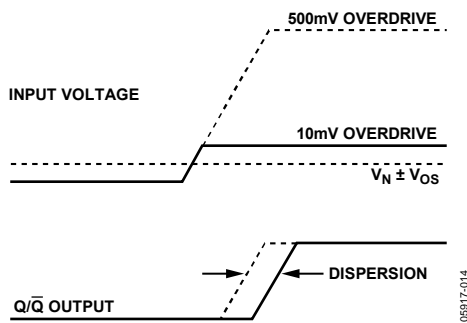 500mV OVERDRIVE
INPUT VOLTAGE
10mV OVERDRIVE
V_N ± V_OS
DISPERSION
Q/Q̅ OUTPUT
05917-014